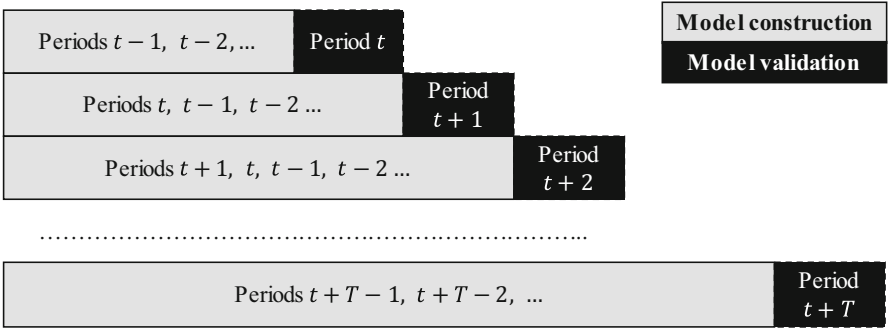 Periods t − 1, t − 2, ...
Period t
Model construction
Model validation
Periods t, t − 1, t − 2 ...
Period
t + 1
Periods t + 1, t, t − 1, t − 2 ...
Period
t + 2
........................................................................
Periods t + T − 1, t + T − 2, ...
Period
t + T